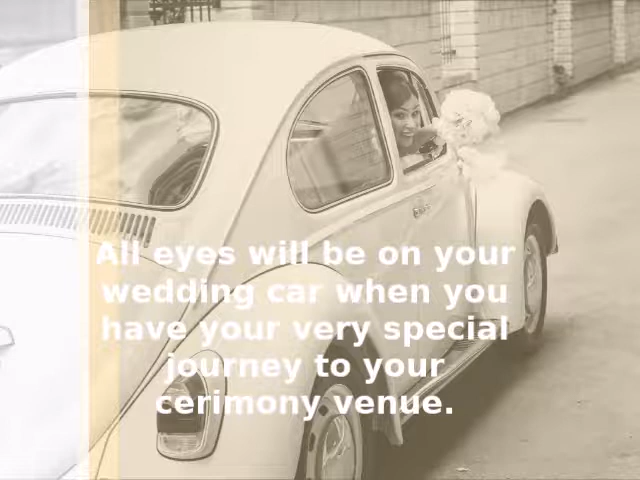 All eyes will be on your
wedding car when you
have your very special
journey to your
cerimony venue.